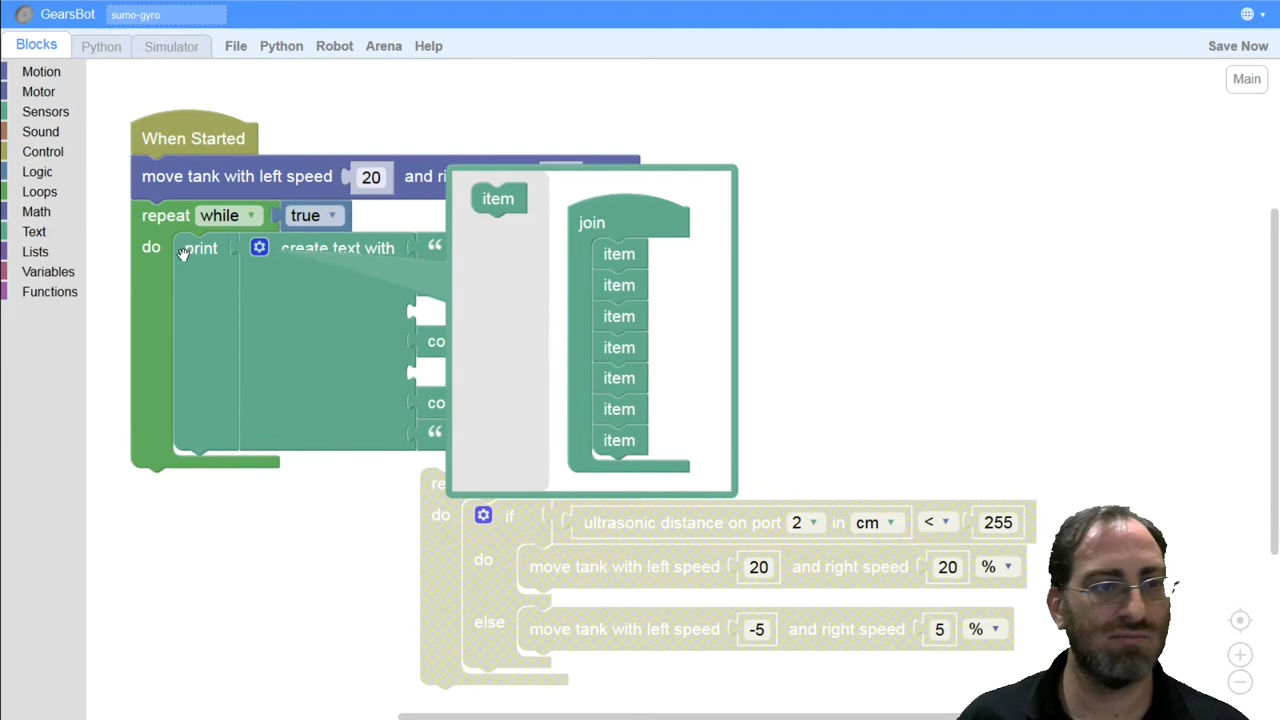 GearsBot sumo-gyro
Blocks Python Simulator File Python Robot Arena Help Save Now
Main
Motion
Motor
Sensors
Sound
Control
Logic
Loops
Math
Text
Lists
Variables
Functions
When Started
move tank with left speed 20
repeat while true
do print create text with “
co
co
“
item
join
item
item
item
item
item
item
item
do if ultrasonic distance on port 2 in cm < 255
do move tank with left speed 20 and right speed 20 %
else move tank with left speed -5 and right speed 5 %